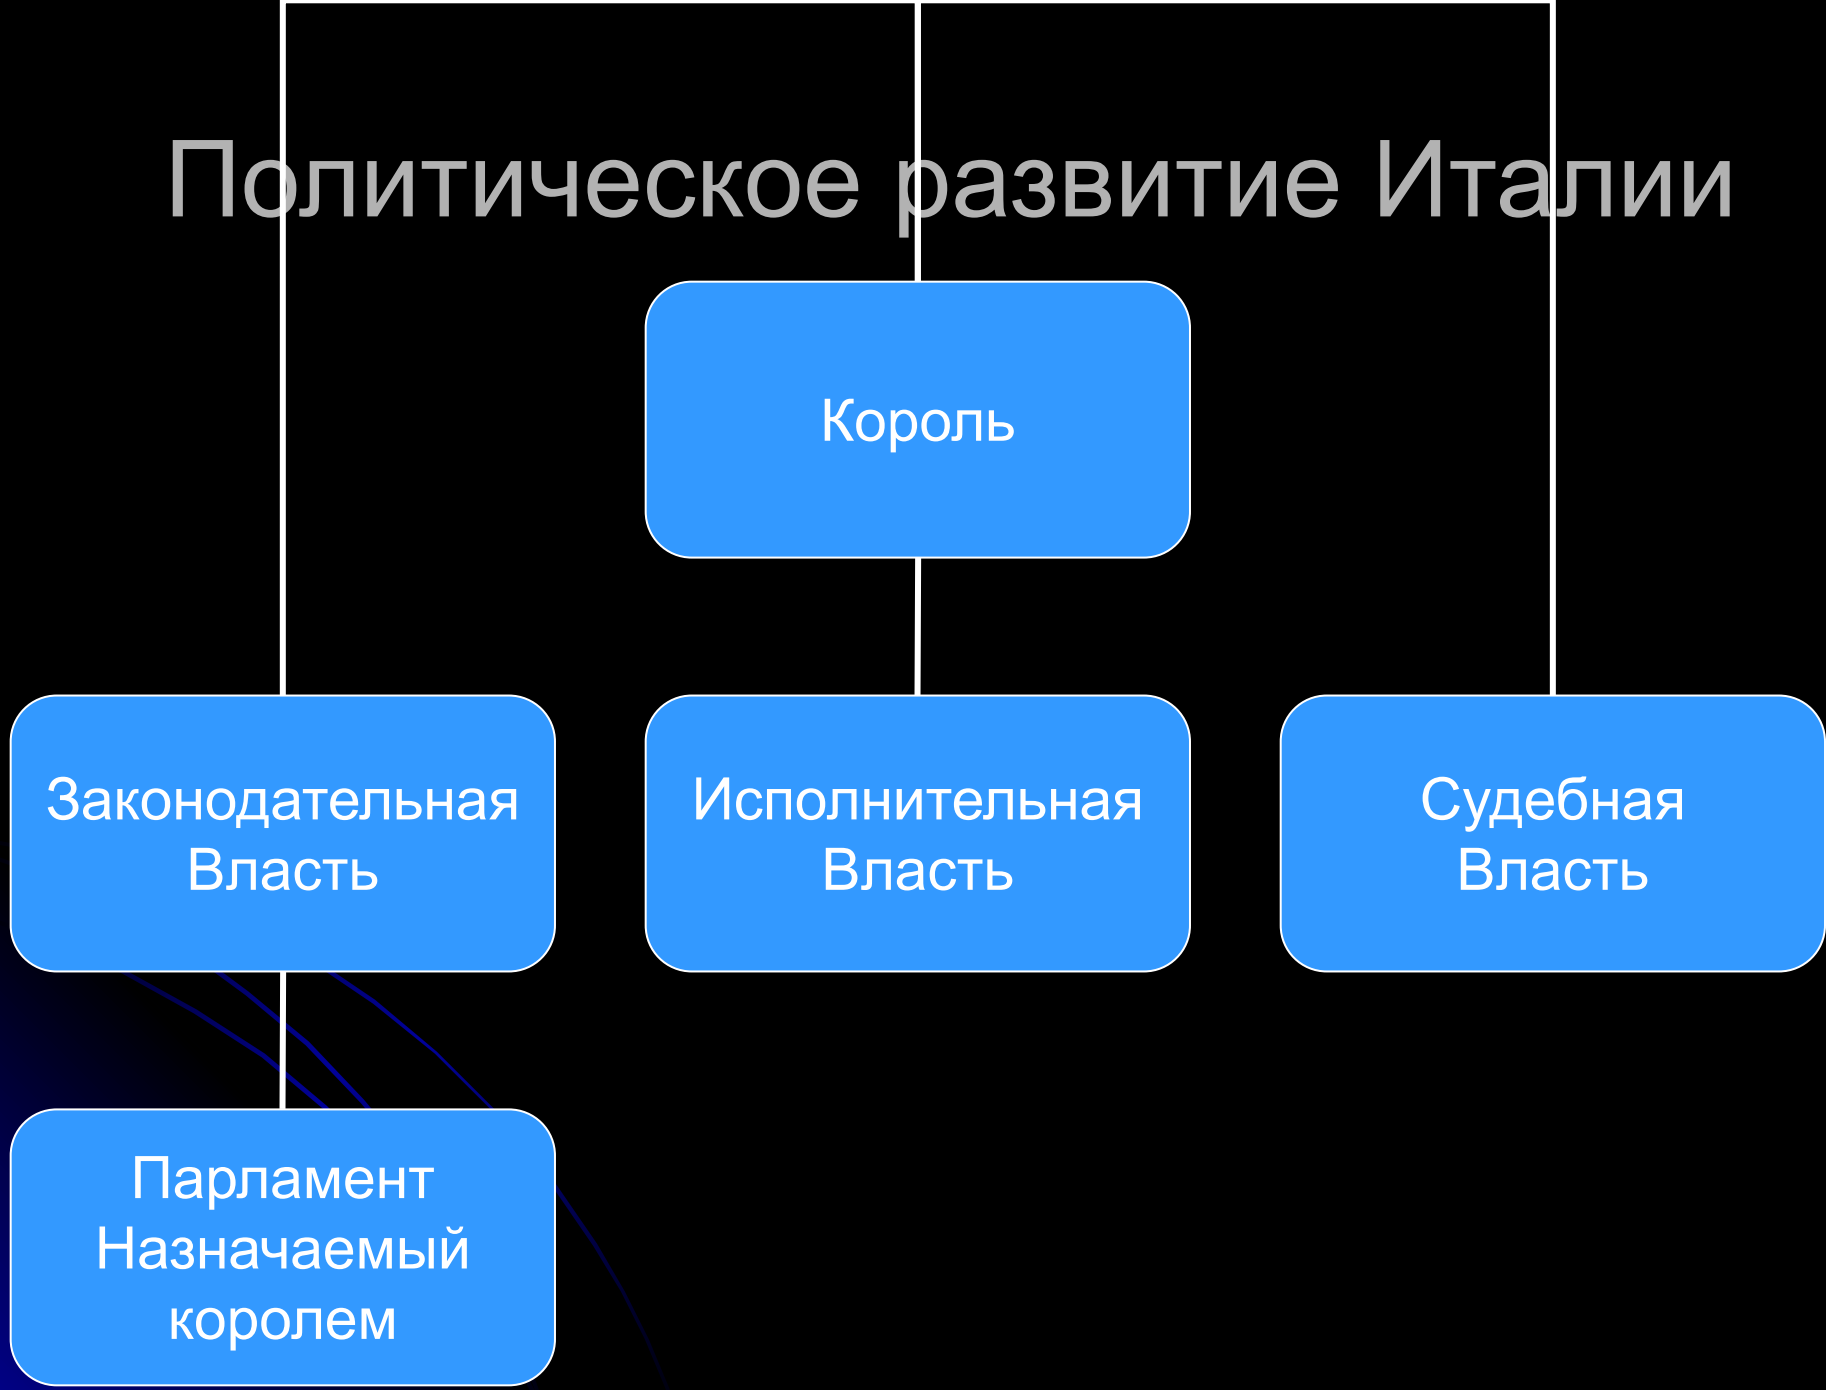 Политическое развитие Италии
Король
Законодательная
Власть
Исполнительная
Власть
Судебная
Власть
Парламент
Назначаемый
королем